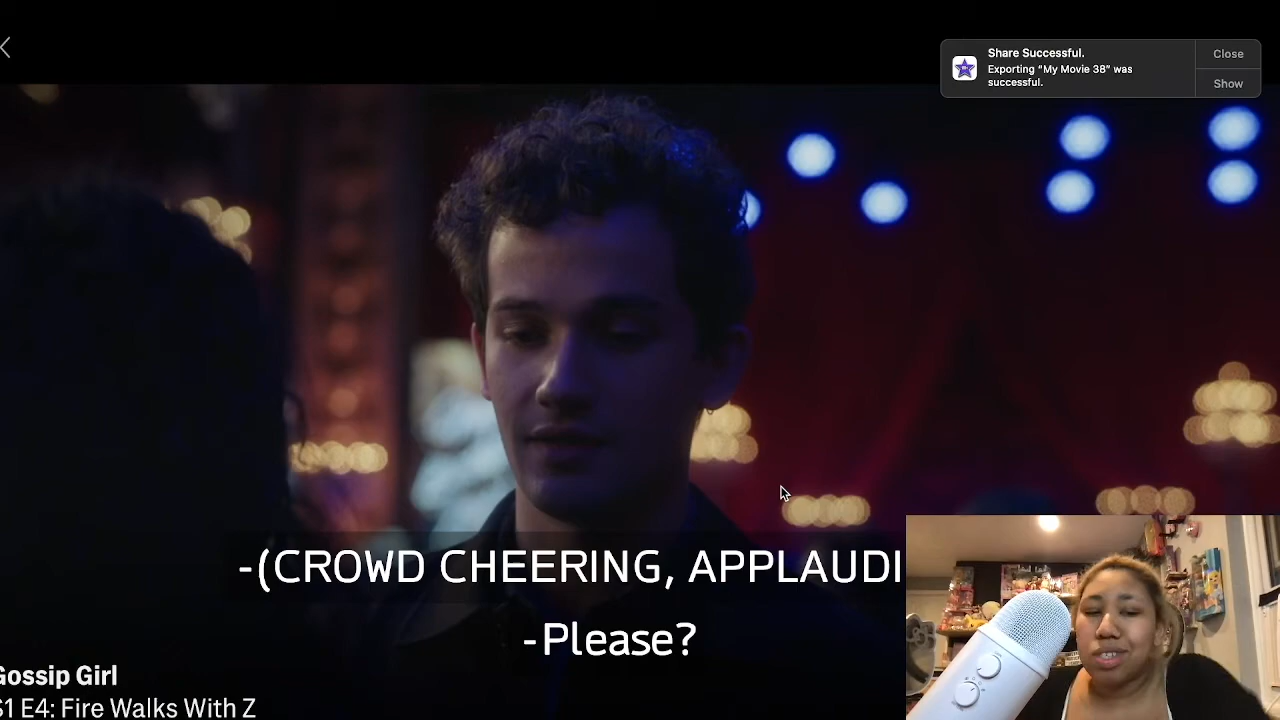 Share Successful.
Close
Exporting “My Movie 38” was
successful.
Show
-(CROWD CHEERING, APPLAUDI
-Please?
Gossip Girl
S1 E4: Fire Walks With Z